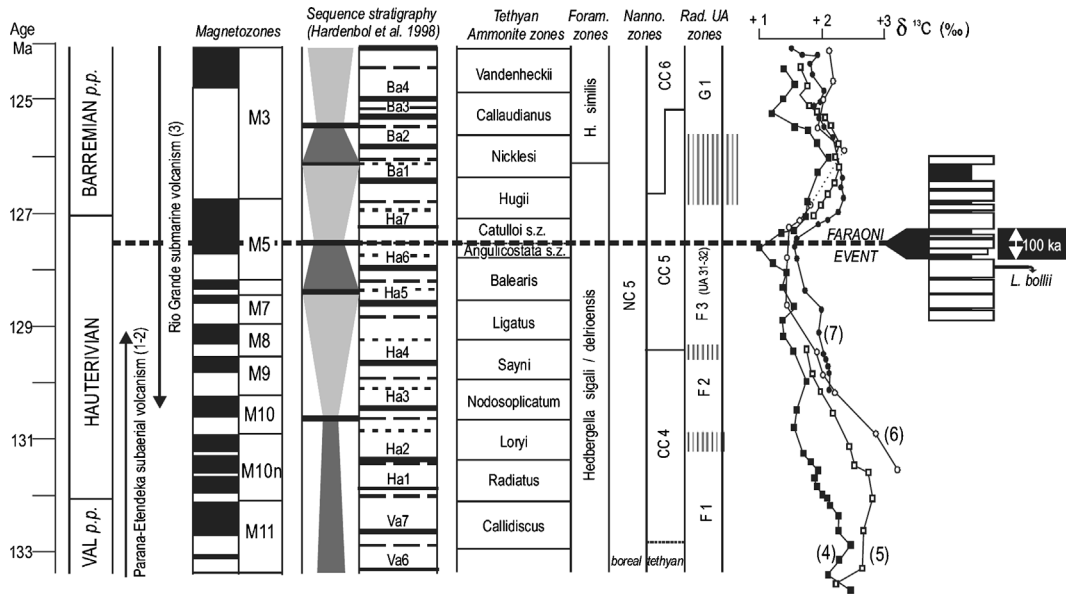 Age
Ma
125
127
129
131
133
BARREMIAN p.p.
HAUTERIVIAN
VAL p.p.
Parana-Etendeka subaerial volcanism (1-2)
Rio Grande submarine volcanism (3)
Magnetozones
M3
M5
M7
M8
M9
M10
M10n
M11
Sequence stratigraphy
(Hardenbol et al. 1998)
Ba4
Ba3
Ba2
Ba1
Ha7
Ha6
Ha5
Ha4
Ha3
Ha2
Ha1
Va7
Va6
Tethyan
Ammonite zones
Vandenheckii
Callaudianus
Nicklesi
Hugii
Catulloi s.z.
Angulicostata s.z.
Balearis
Ligatus
Sayni
Nodosoplicatum
Loryi
Radiatus
Callidiscus
Foram.
zones
H. similis
Hedbergella sigali / delrioensis
Nanno.
zones
NC 5
boreal
CC 6
CC 5
CC 4
tethyan
Rad. UA
zones
G 1
F 3 (UA 31-32)
F 2
F 1
+ 1
+ 2
+3
δ 13C (‰)
(7)
(6)
(5)
(4)
FARAONI
EVENT
100 ka
L. bollii